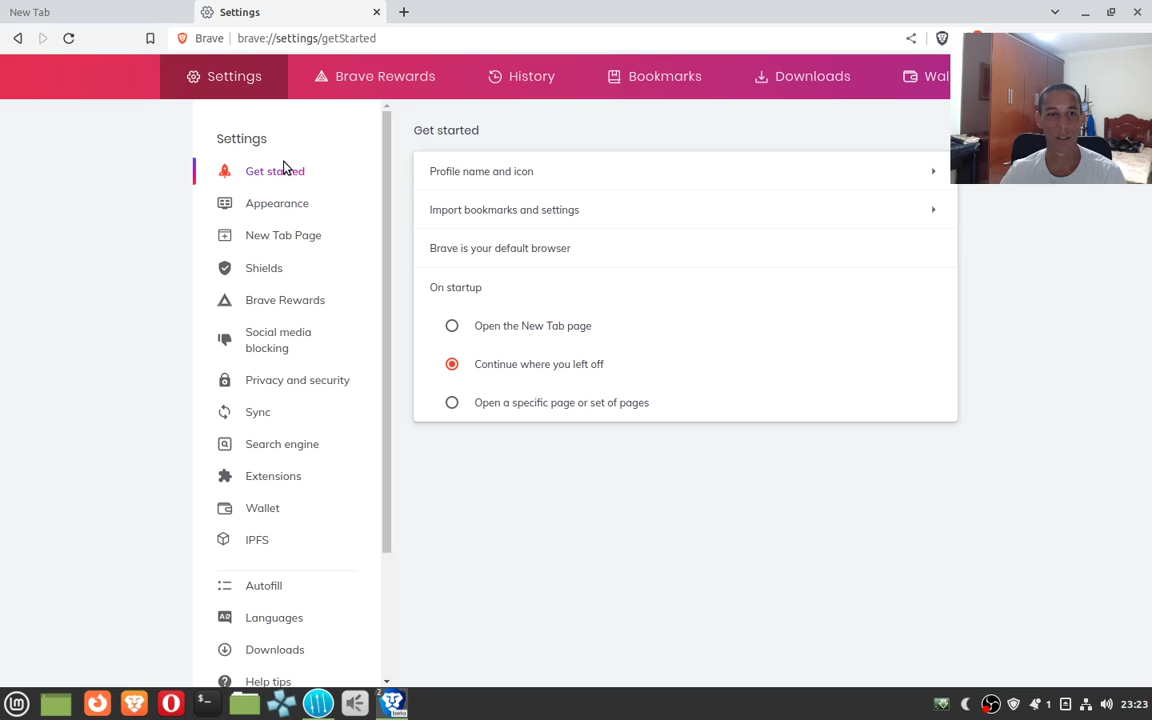 New Tab
Settings
Brave
brave://settings/getStarted
Settings
Brave Rewards
History
Bookmarks
Downloads
Settings
Get started
Appearance
New Tab Page
Shields
Brave Rewards
Social media
blocking
Privacy and security
Sync
Search engine
Extensions
Wallet
IPFS
Autofill
Languages
Downloads
Help tips
Get started
Profile name and icon
Import bookmarks and settings
Brave is your default browser
On startup
Open the New Tab page
Continue where you left off
Open a specific page or set of pages
2
beta
1
23:23